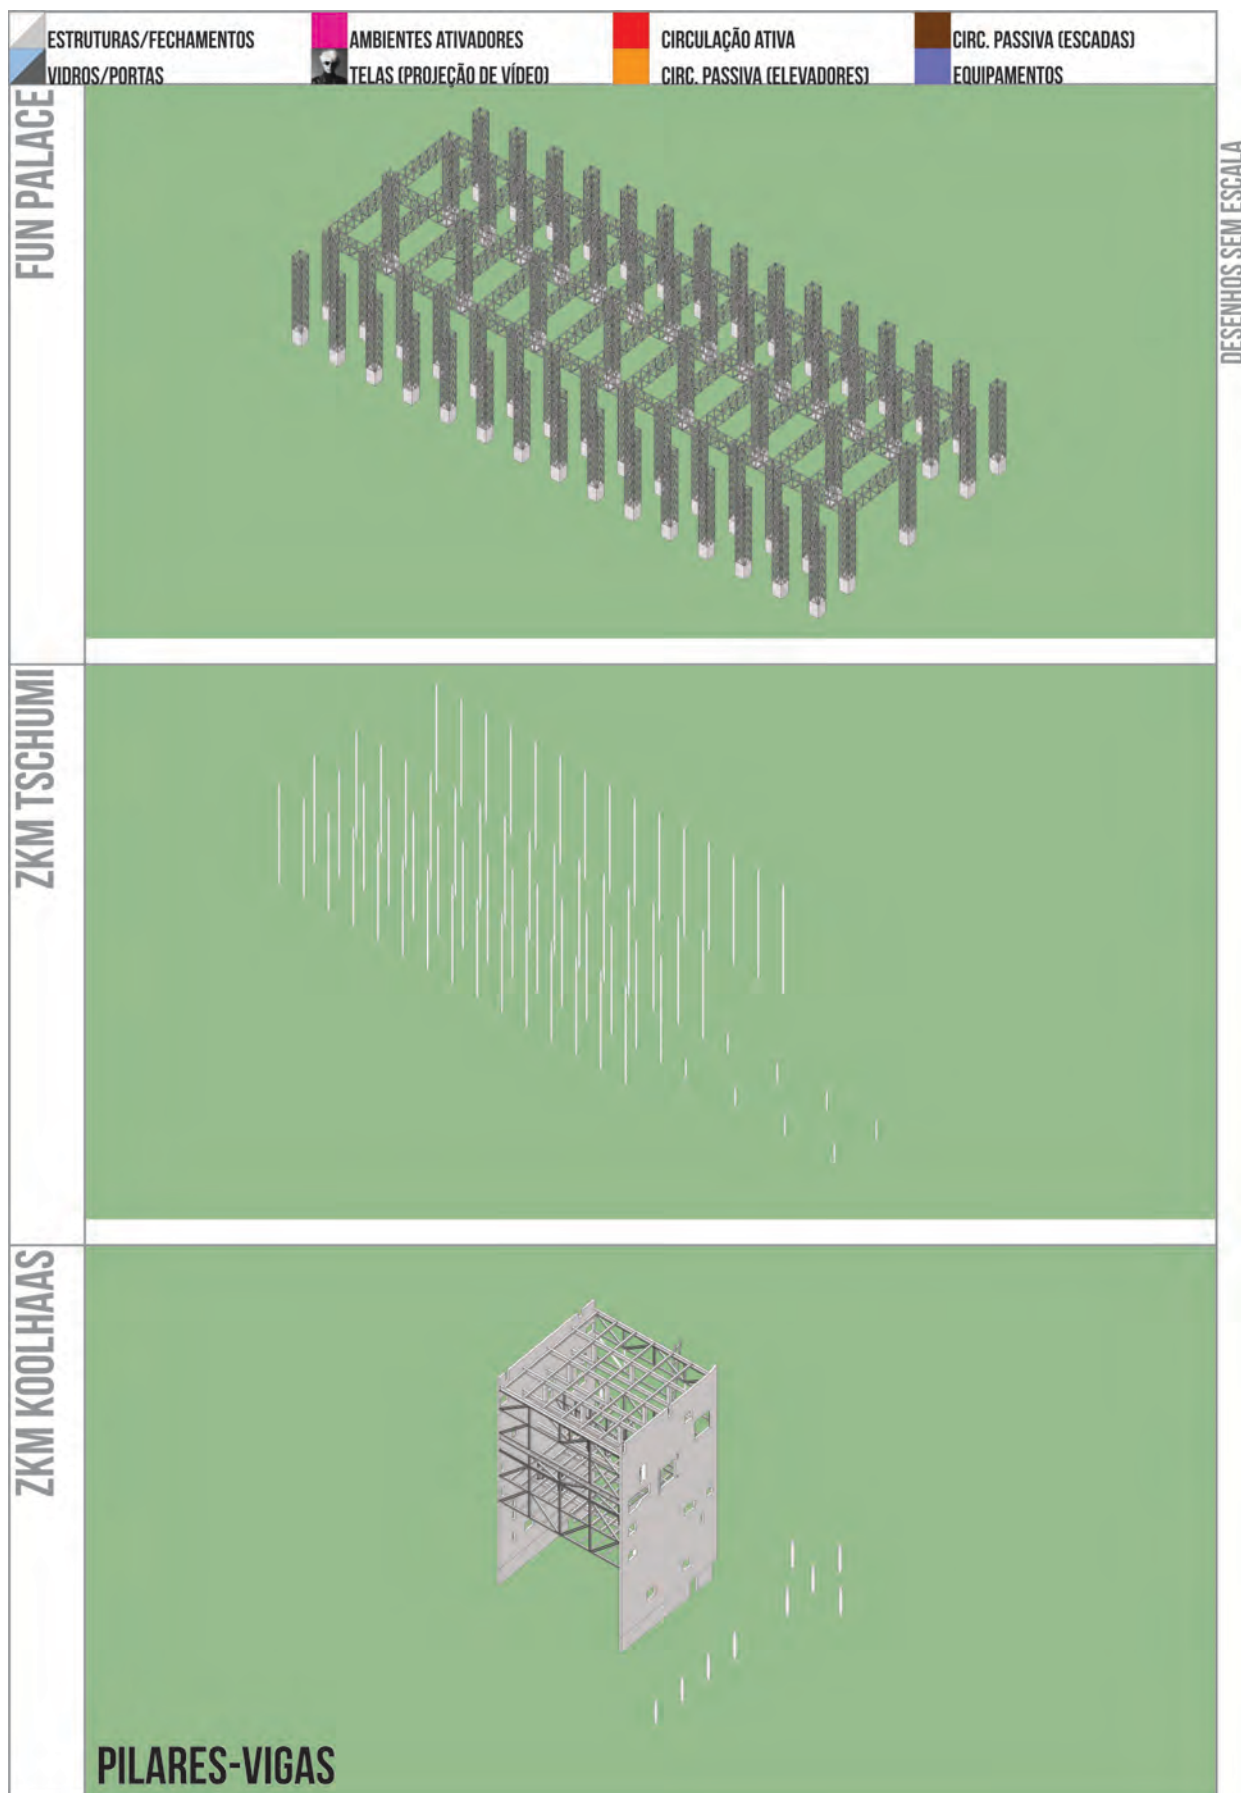 ESTRUTURAS/FECHAMENTOS
VIDROS/PORTAS
AMBIENTES ATIVADORES
TELAS (PROJEÇÃO DE VÍDEO)
CIRCULAÇÃO ATIVA
CIRC. PASSIVA (ELEVADORES)
CIRC. PASSIVA (ESCADAS)
EQUIPAMENTOS
FUN PALACE
DESENHOS SEM ESCALA
ZKM TSCHUMI
ZKM KOOLHAAS
PILARES-VIGAS